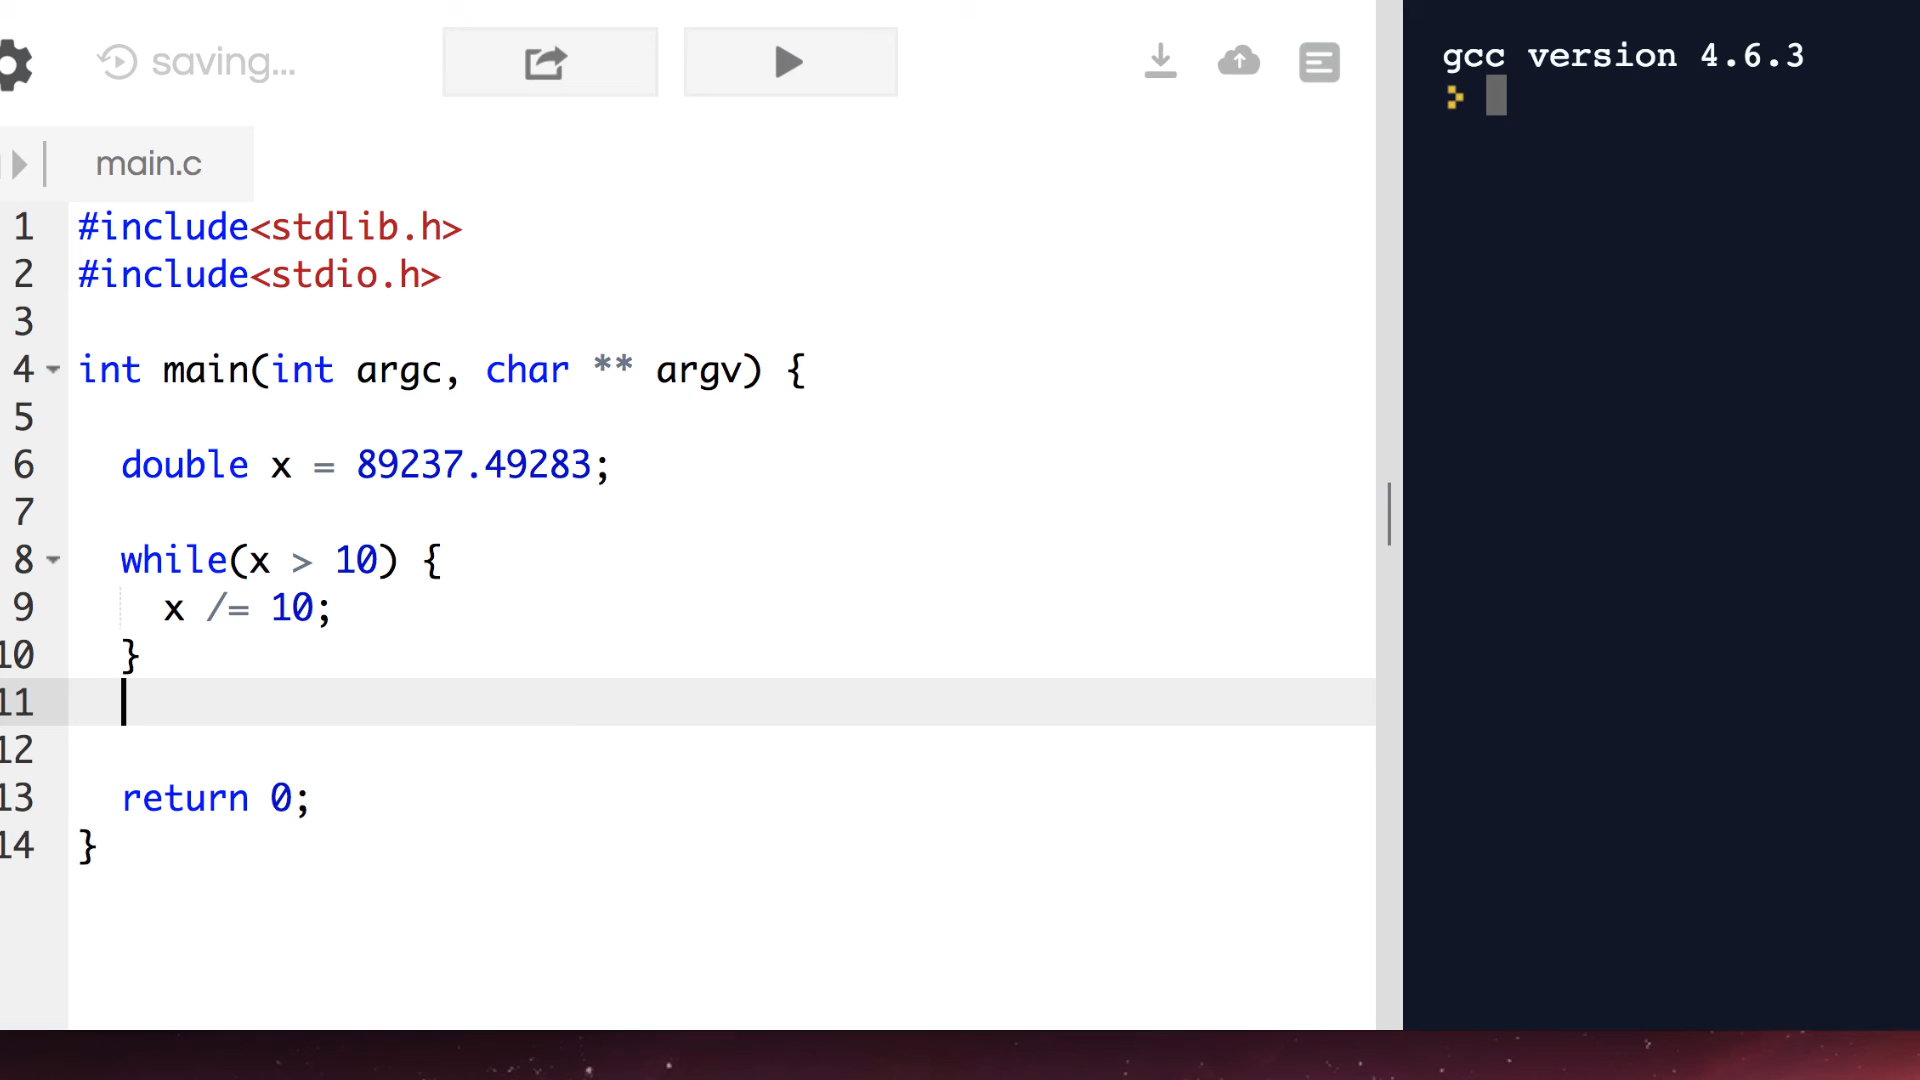 saving...
gcc version 4.6.3
main.c
1 #include<stdlib.h>
2 #include<stdio.h>
3
4 int main(int argc, char ** argv) {
5
6   double x = 89237.49283;
7
8   while(x > 10) {
9     x /= 10;
10   }
11
12
13   return 0;
14 }